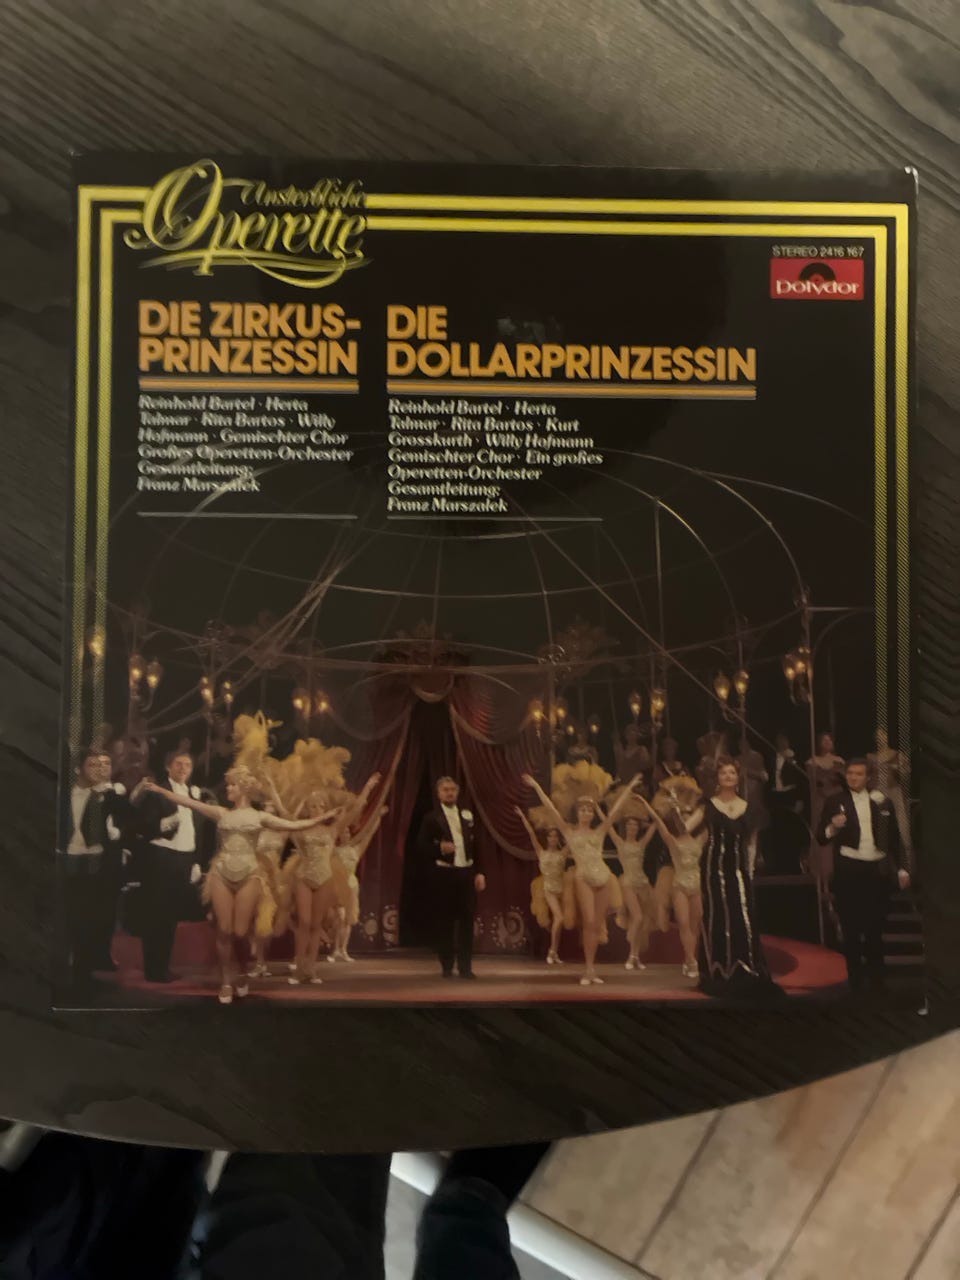 Unsterbliche
Operette
STEREO 2416 167
polydor
DIE ZIRKUS-
PRINZESSIN
Reinhold Bartel · Herta
Talmar · Rita Bartos · Willy
Hofmann · Gemischter Chor
Großes Operetten-Orchester
Gesamtleitung:
Franz Marszalek
DIE
DOLLARPRINZESSIN
Reinhold Bartel · Herta
Talmar · Rita Bartos · Kurt
Grosskurth · Willy Hofmann
Gemischter Chor · Ein großes
Operetten-Orchester
Gesamtleitung:
Franz Marszalek